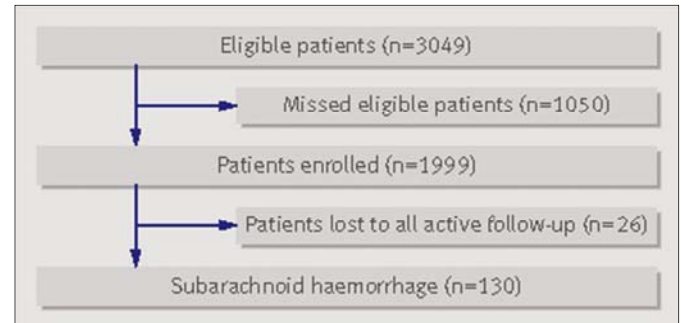 Eligible patients (n=3049)
Missed eligible patients (n=1050)
Patients enrolled (n=1999)
Patients lost to all active follow-up (n=26)
Subarachnoid haemorrhage (n=130)